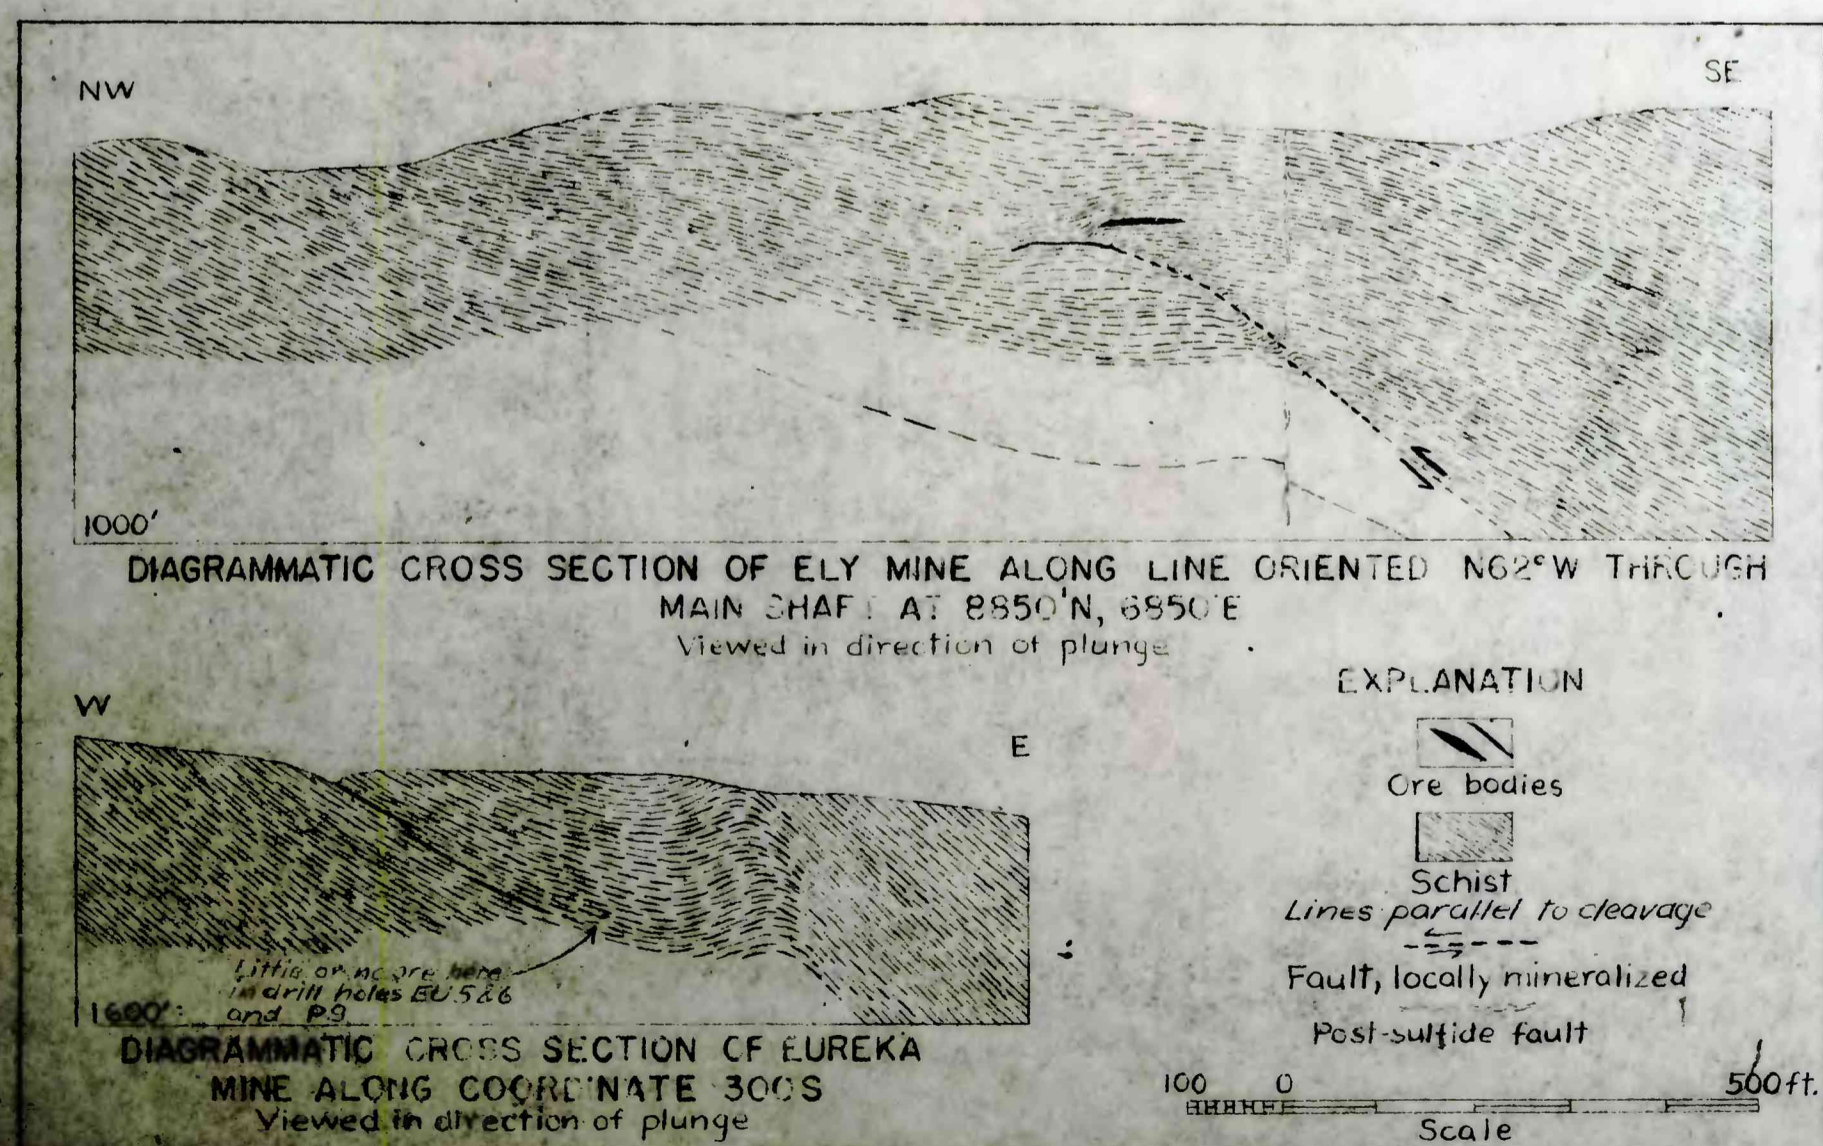 NW
SE
1000'
DIAGRAMMATIC CROSS SECTION OF ELY MINE ALONG LINE ORIENTED N62°W THROUGH
MAIN SHAFT AT 8850'N, 6850'E
Viewed in direction of plunge
W
E
Little or no ore here
in drill holes EU5&6
and P9
1600'
DIAGRAMMATIC CROSS SECTION OF EUREKA
MINE ALONG COORDINATE 300S
Viewed in direction of plunge
EXPLANATION
Ore bodies
Schist
Lines parallel to cleavage
Fault, locally mineralized
Post-sulfide fault
100 0 500 ft.
Scale